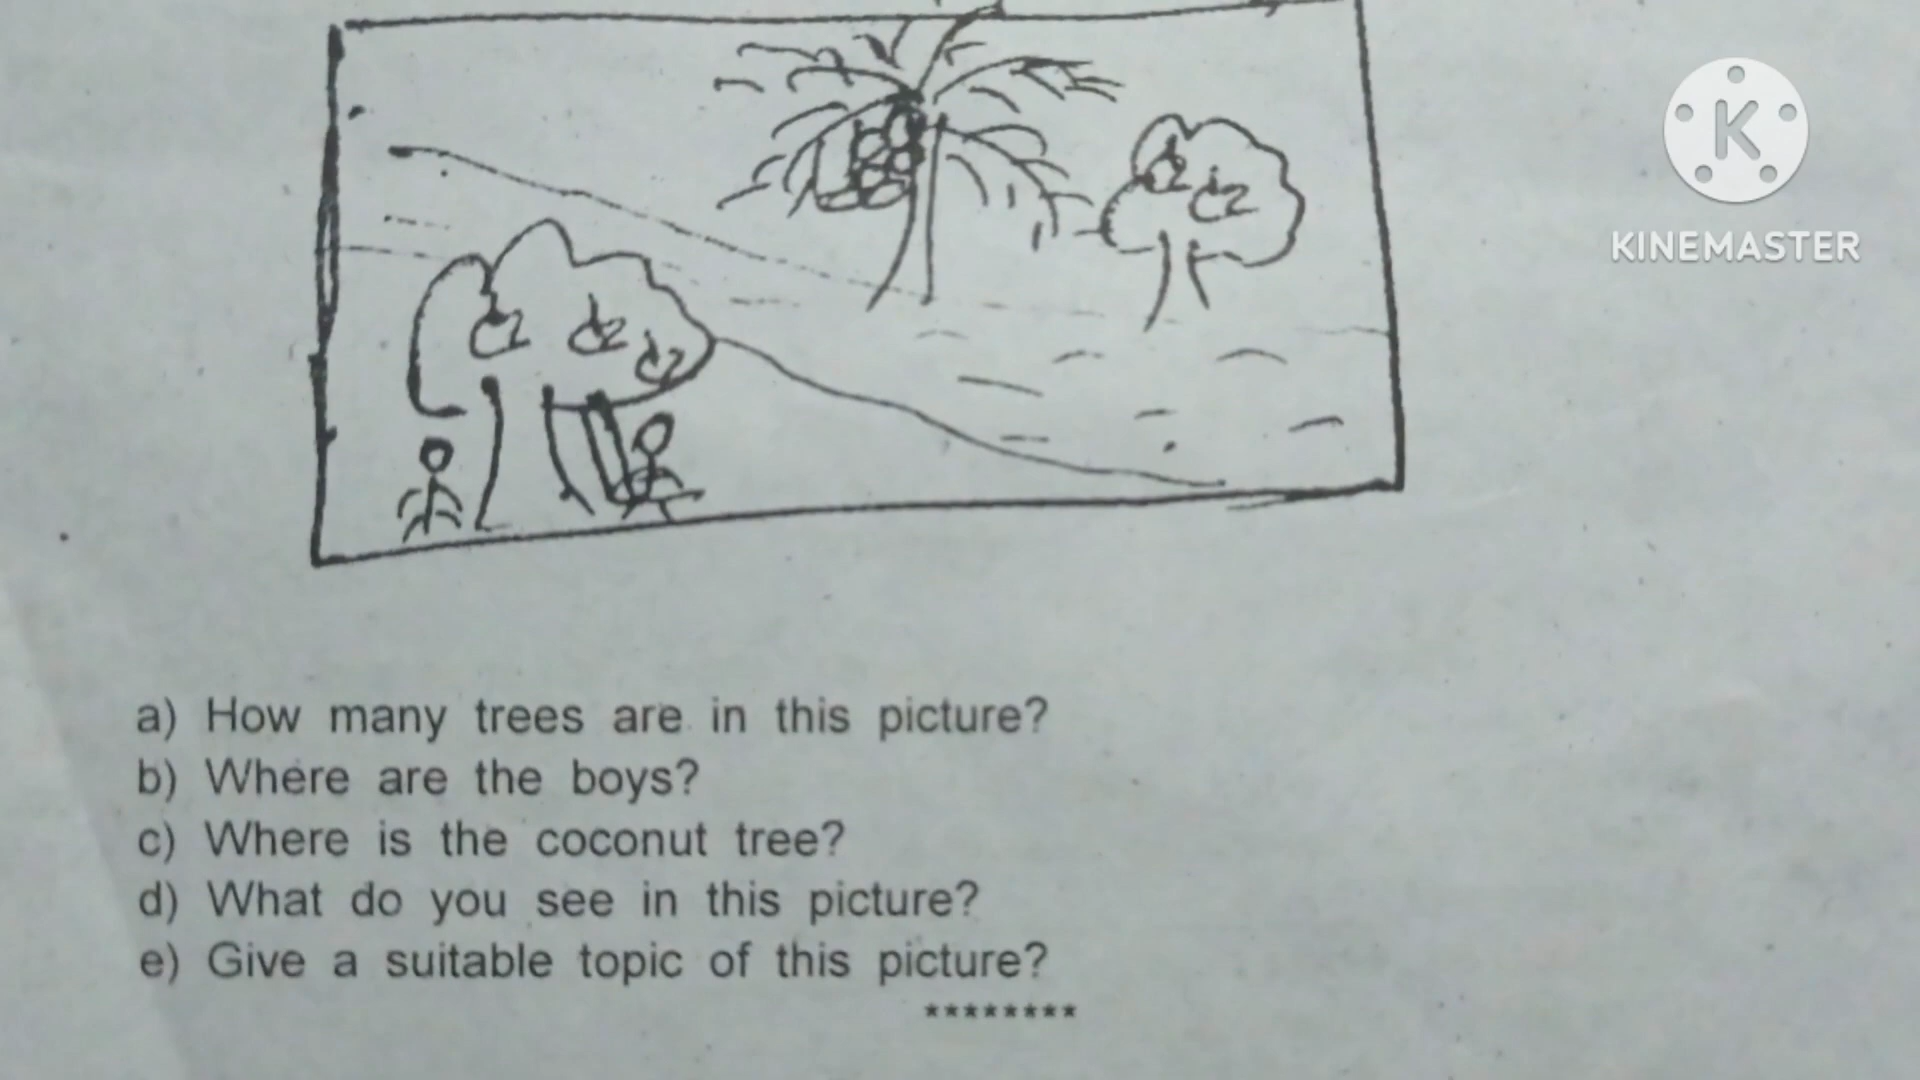 K
KINEMASTER
a) How many trees are in this picture?
b) Where are the boys?
c) Where is the coconut tree?
d) What do you see in this picture?
e) Give a suitable topic of this picture?
********